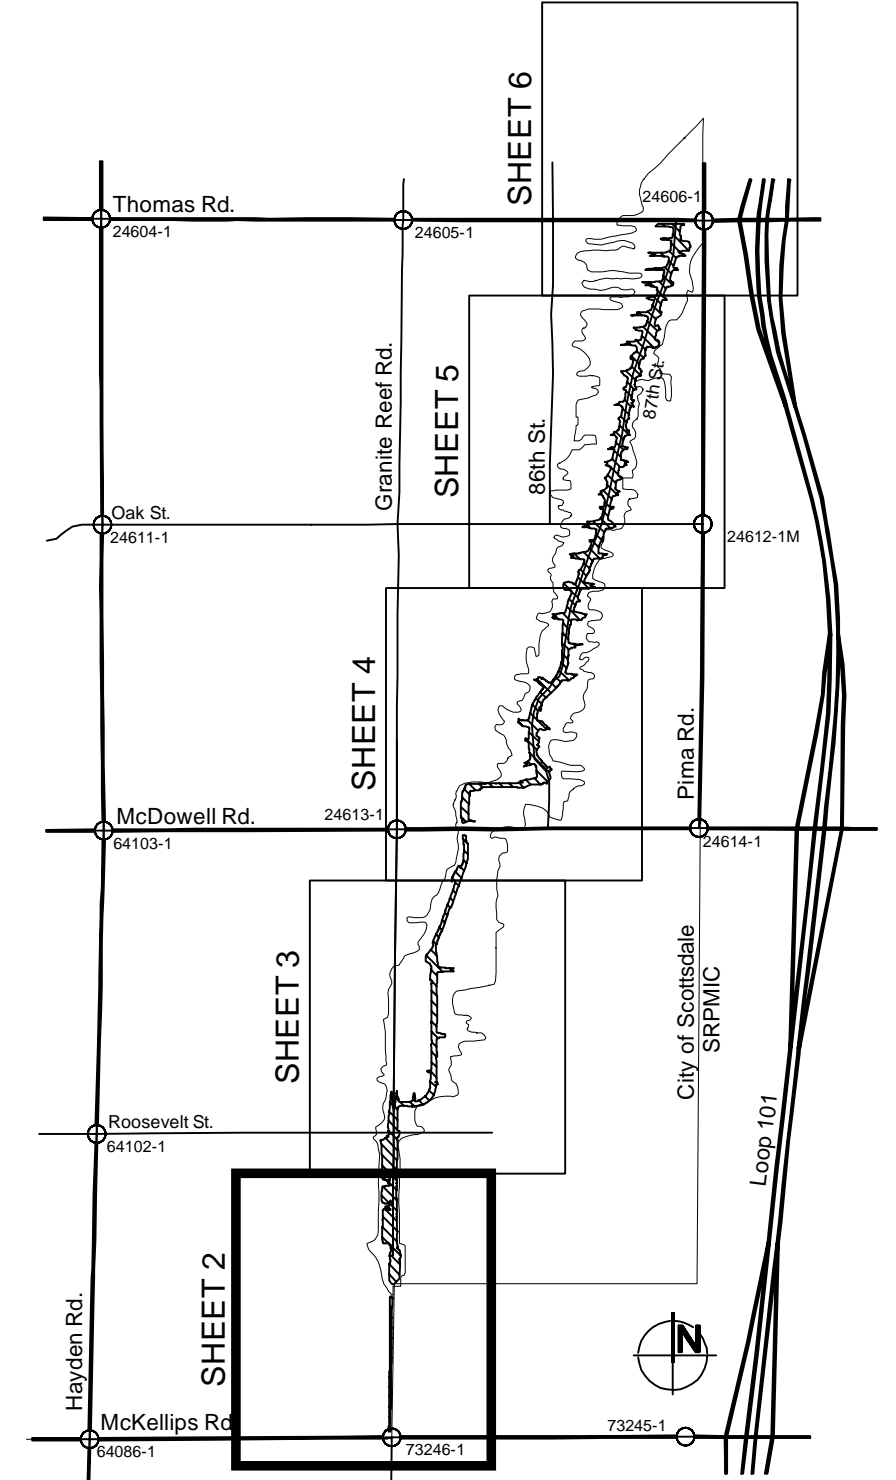 SHEET 6
Thomas Rd.
24606-1
24604-1
24605-1
Granite Reef Rd.
SHEET 5
87th St.
86th St.
Oak St.
24611-1
24612-1M
SHEET 4
Pima Rd.
McDowell Rd.
24613-1
64103-1
24614-1
SHEET 3
City of Scottsdale
SRPMIC
Loop 101
Roosevelt St.
64102-1
SHEET 2
Hayden Rd.
N
McKellips Rd
73245-1
64086-1
73246-1